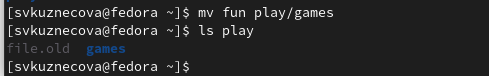 [svkuznecova@fedora ~]$ mv fun play/games
[svkuznecova@fedora ~]$ ls play
file.old  games
[svkuznecova@fedora ~]$